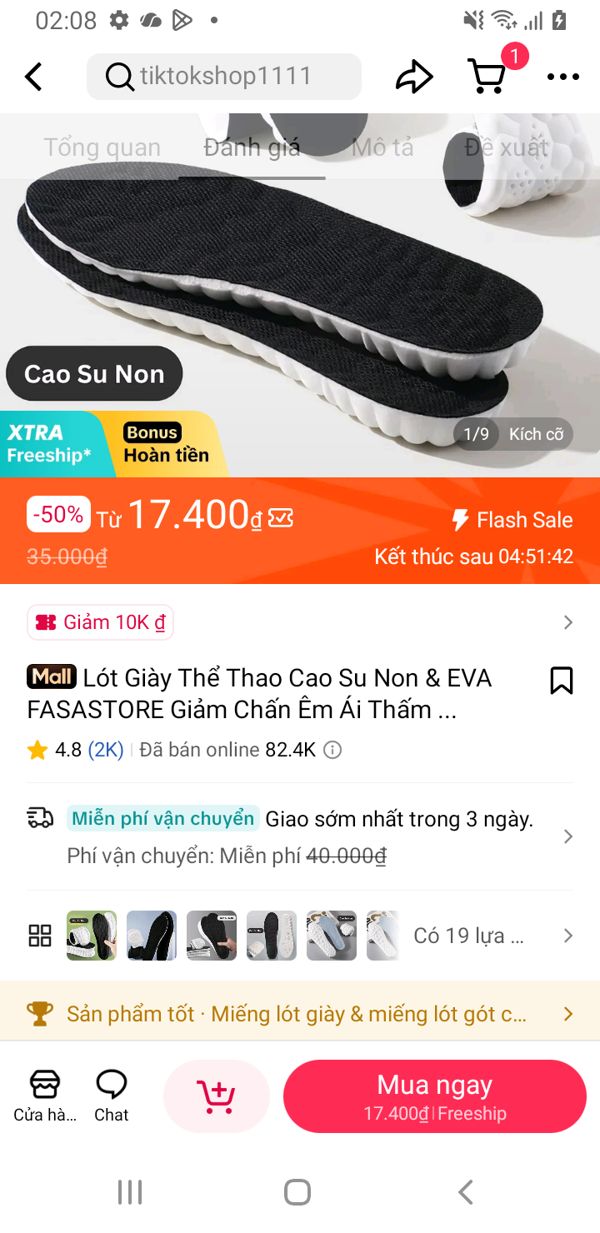 02:08
tiktokshop1111
1
Tổng quan
Đánh giá
Mô tả
Đề xuất
Cao Su Non
XTRA
Freeship*
Bonus
Hoàn tiền
1/9 Kích cỡ
-50% Từ 17.400₫
Flash Sale
35.000₫
Kết thúc sau 04:51:42
Giảm 10K ₫
Mall Lót Giày Thể Thao Cao Su Non & EVA
FASASTORE Giảm Chấn Êm Ái Thấm ...
4.8 (2K) Đã bán online 82.4K
Miễn phí vận chuyển Giao sớm nhất trong 3 ngày.
Phí vận chuyển: Miễn phí 40.000₫
Có 19 lựa ...
Sản phẩm tốt · Miếng lót giày & miếng lót gót c...
Cửa hà...
Chat
Mua ngay
17.400₫ | Freeship